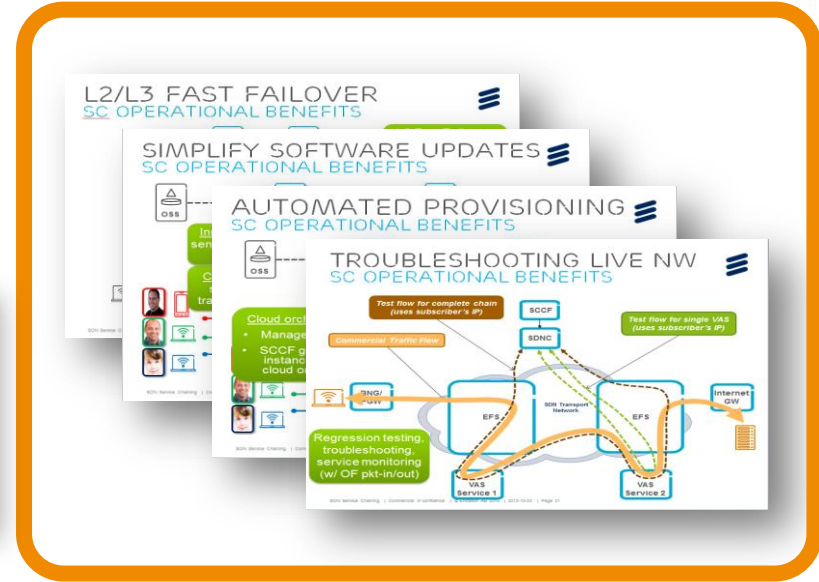 L2/L3 FAST FAILOVER
SC OPERATIONAL BENEFITS
SIMPLIFY SOFTWARE UPDATES
SC OPERATIONAL BENEFITS
OSS
AUTOMATED PROVISIONING
SC OPERATIONAL BENEFITS
OSS
Cloud orch
• Manage
• SCCF g
instanc
cloud o
TROUBLESHOOTING LIVE NW
SC OPERATIONAL BENEFITS
Test flow for complete chain
(uses subscriber's IP)
SCCF
Test flow for single VAS
(uses subscriber's IP)
Commercial Traffic Flow
SDNC
BNG/
Internet
GW
EFS
SDN Transport
Network
EFS
Regression testing,
troubleshooting,
service monitoring
(w/ OF pkt-in/out)
VAS
Service 1
VAS
Service 2